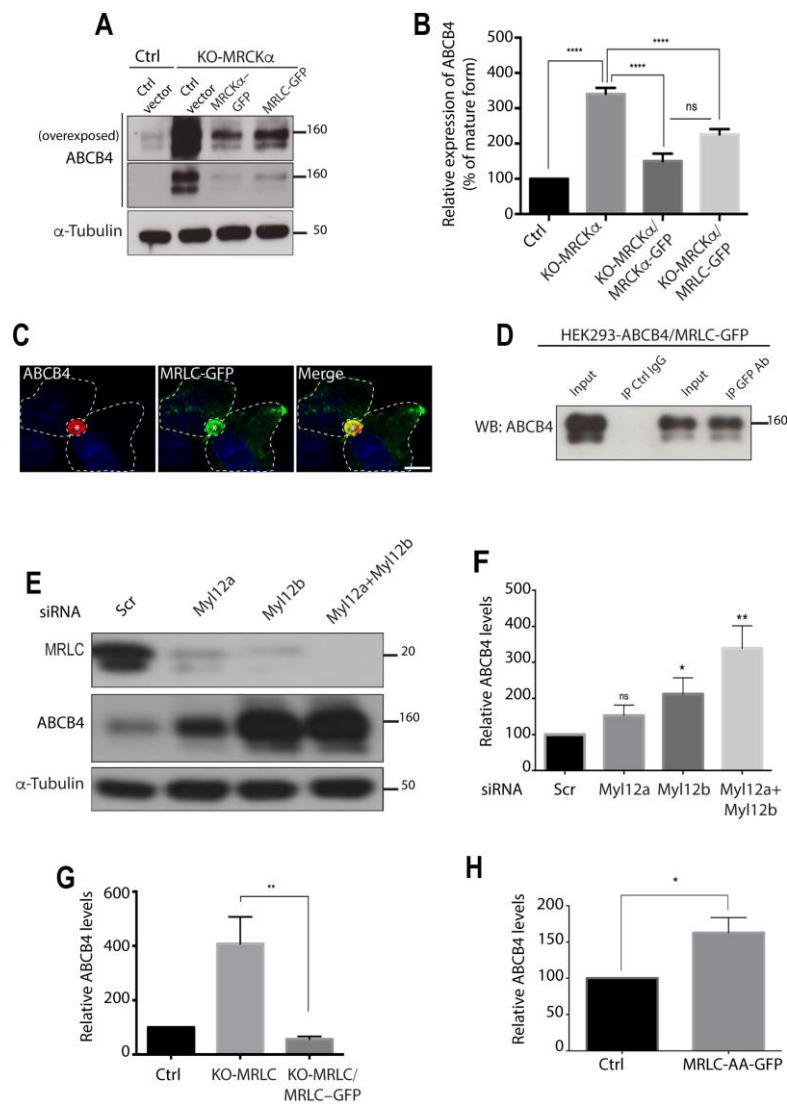 A
Ctrl
KO-MRCKα
Ctrl
vector
Ctrl
vector
MRCKα–
GFP
MRLC-GFP
(overexposed)
ABCB4
160
160
α-Tubulin
50
B
Relative expression of ABCB4
(% of mature form)
500
400
300
200
100
0
****
****
****
ns
Ctrl
KO-MRCKα
KO-MRCKα/
MRCKα-GFP
KO-MRCKα/
MRLC-GFP
C
ABCB4
MRLC-GFP
Merge
*
*
*
D
HEK293-ABCB4/MRLC-GFP
Input
IP Ctrl IgG
Input
IP GFP Ab
WB: ABCB4
160
E
siRNA
Scr
Myl12a
Myl12b
Myl12a+Myl12b
MRLC
20
ABCB4
160
α-Tubulin
50
F
Relative ABCB4 levels
500
400
300
200
100
0
ns
*
**
siRNA
Scr
Myl12a
Myl12b
Myl12a+
Myl12b
G
Relative ABCB4 levels
600
400
200
0
**
Ctrl
KO-MRLC
KO-MRLC/
MRLC–GFP
H
Relative ABCB4 levels
200
150
100
50
0
*
Ctrl
MRLC-AA-GFP